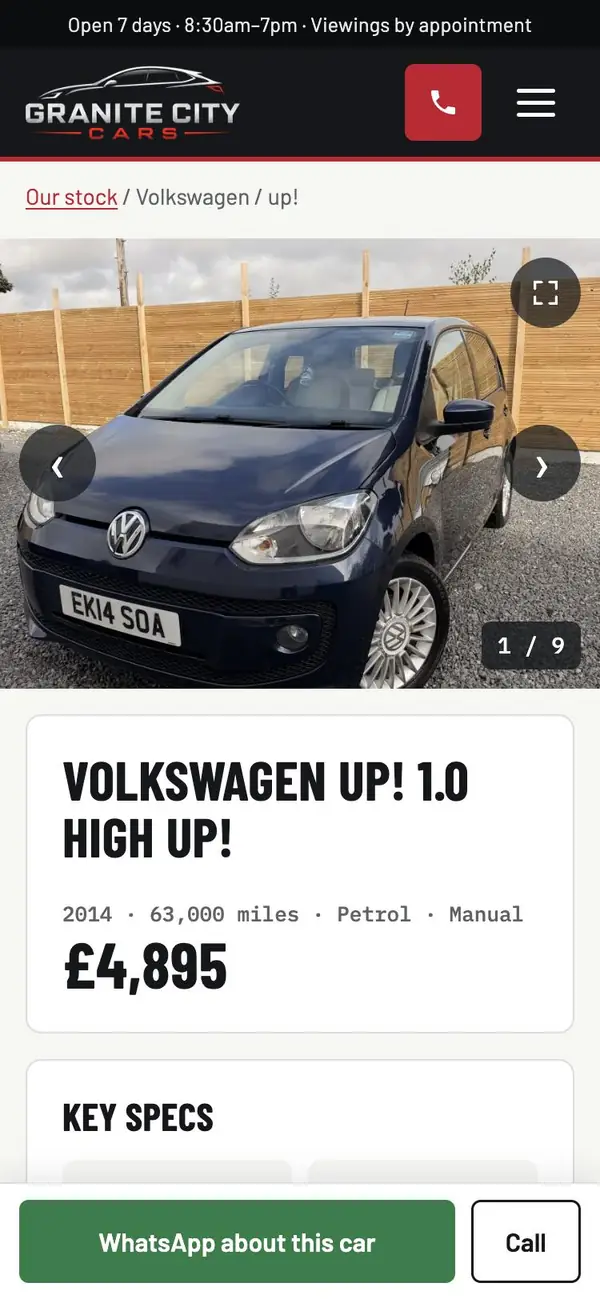 Open 7 days · 8:30am–7pm · Viewings by appointment
GRANITE CITY
CARS
Our stock / Volkswagen / up!
EK14 SOA
1 / 9
VOLKSWAGEN UP! 1.0
HIGH UP!
2014 · 63,000 miles · Petrol · Manual
£4,895
KEY SPECS
WhatsApp about this car
Call